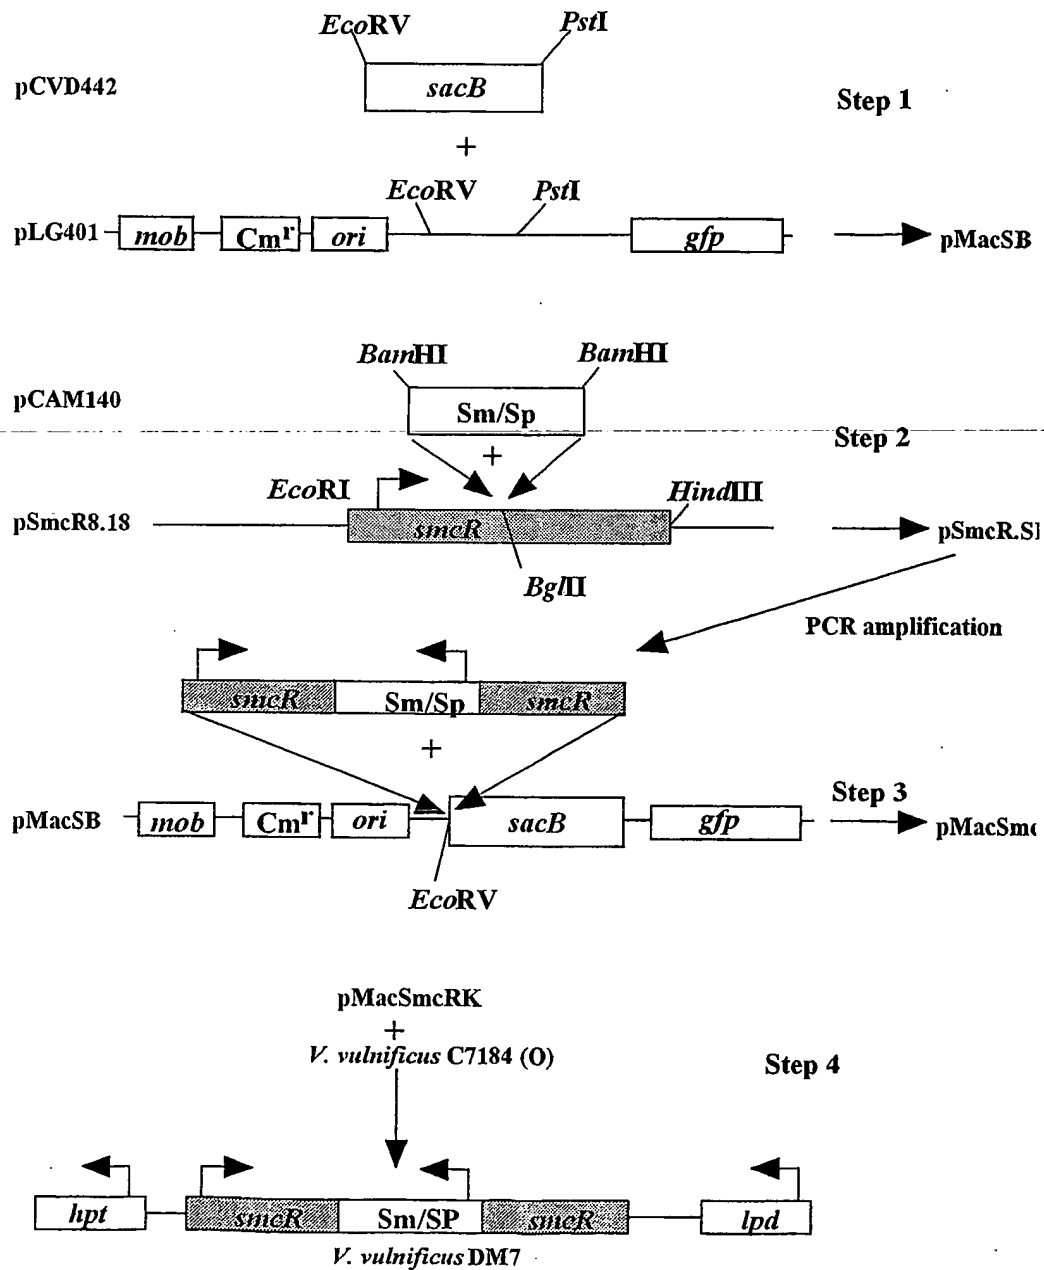 EcoRV PstI
pCVD442 sacB Step 1
+
EcoRV PstI
pLG401 mob Cmr ori gfp pMacSB
BamHI BamHI
pCAM140 Sm/Sp
Step 2
+
EcoRI HindIII
pSmcR8.18 smcR pSmcR.S
BglII
PCR amplification
smcR Sm/Sp smcR
+
Step 3
pMacSB mob Cmr ori sacB gfp pMacSmc
EcoRV
pMacSmcRK
+
V. vulnificus C7184 (O)
Step 4
hpt smcR Sm/SP smcR lpd
V. vulnificus DM7